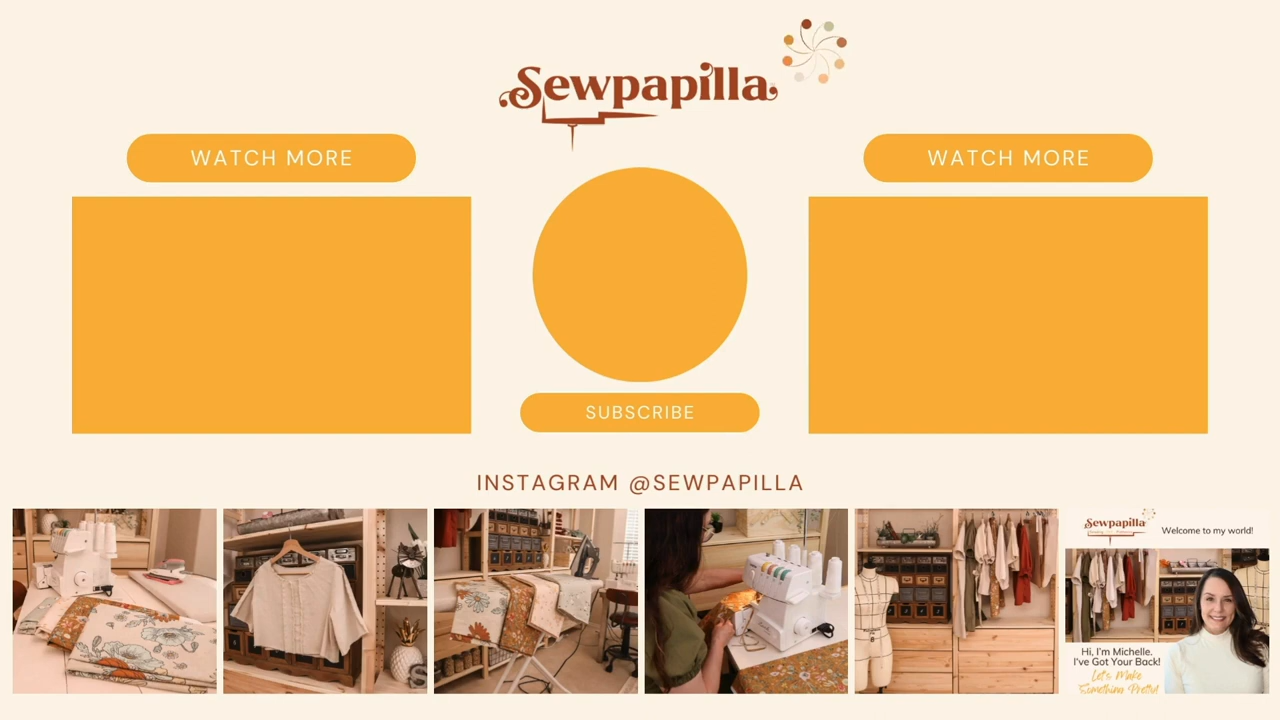 Sewpapilla
WATCH MORE
WATCH MORE
SUBSCRIBE
INSTAGRAM @SEWPAPILLA
Sewpapilla
Welcome to my world!
Hi, I'm Michelle.
I've Got Your Back!
Let's Make
Something Pretty!